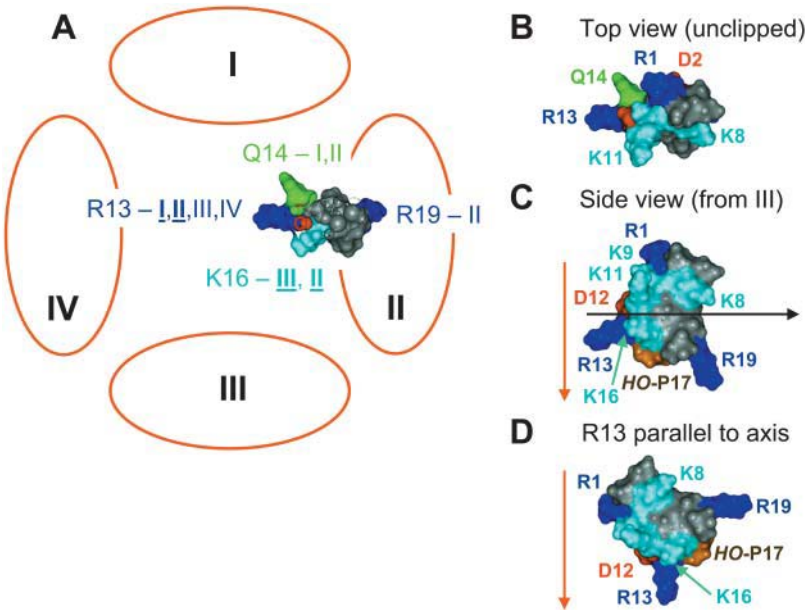 A
I
Q14 – I,II
R13 – I,II,III,IV
R19 – II
K16 – III, II
IV
II
III
B
Top view (unclipped)
R1
D2
Q14
R13
K8
K11
C
Side view (from III)
R1
K9
K11
K8
D12
R13
R19
HO-P17
K16
D
R13 parallel to axis
K8
R1
R19
HO-P17
D12
K16
R13